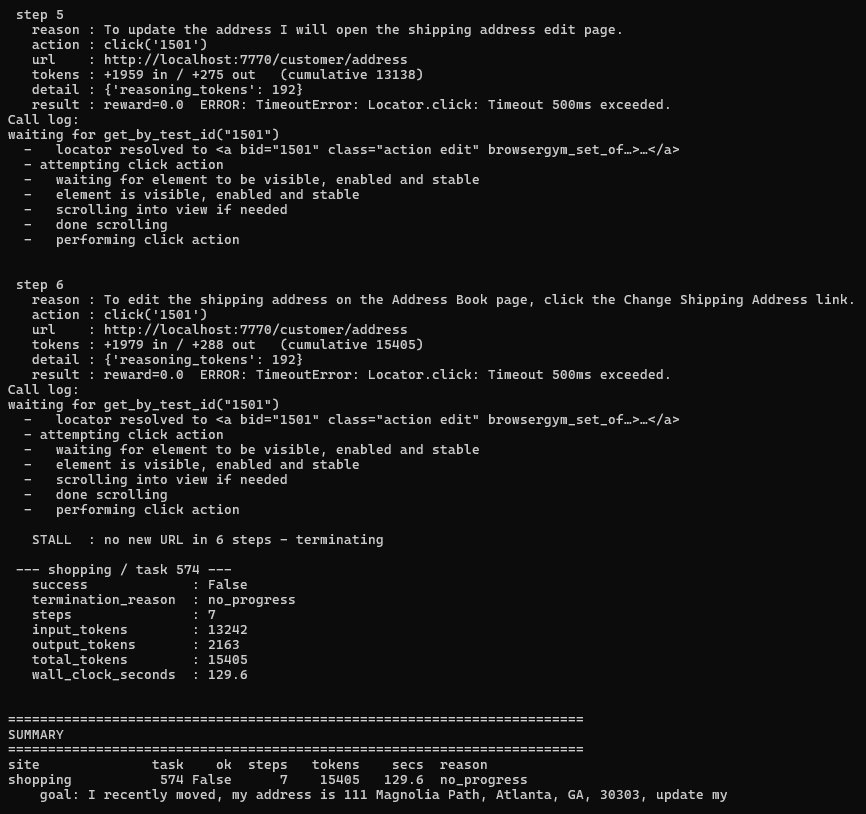 step 5
reason : To update the address I will open the shipping address edit page.
action : click('1501')
url    : http://localhost:7770/customer/address
tokens : +1959 in / +275 out   (cumulative 13138)
detail : {'reasoning_tokens': 192}
result : reward=0.0  ERROR: TimeoutError: Locator.click: Timeout 500ms exceeded.
Call log:
waiting for get_by_test_id("1501")
  -   locator resolved to <a bid="1501" class="action edit" browsergym_set_of…>…</a>
  - attempting click action
  -   waiting for element to be visible, enabled and stable
  -   element is visible, enabled and stable
  -   scrolling into view if needed
  -   done scrolling
  -   performing click action
step 6
reason : To edit the shipping address on the Address Book page, click the Change Shipping Address link.
action : click('1501')
url    : http://localhost:7770/customer/address
tokens : +1979 in / +288 out   (cumulative 15405)
detail : {'reasoning_tokens': 192}
result : reward=0.0  ERROR: TimeoutError: Locator.click: Timeout 500ms exceeded.
Call log:
waiting for get_by_test_id("1501")
  -   locator resolved to <a bid="1501" class="action edit" browsergym_set_of…>…</a>
  - attempting click action
  -   waiting for element to be visible, enabled and stable
  -   element is visible, enabled and stable
  -   scrolling into view if needed
  -   done scrolling
  -   performing click action
STALL  : no new URL in 6 steps - terminating
--- shopping / task 574 ---
success             : False
termination_reason  : no_progress
steps               : 7
input_tokens        : 13242
output_tokens       : 2163
total_tokens        : 15405
wall_clock_seconds  : 129.6
========================================================================
SUMMARY
========================================================================
site              task    ok  steps   tokens    secs  reason
shopping           574 False      7    15405   129.6  no_progress
goal: I recently moved, my address is 111 Magnolia Path, Atlanta, GA, 30303, update my